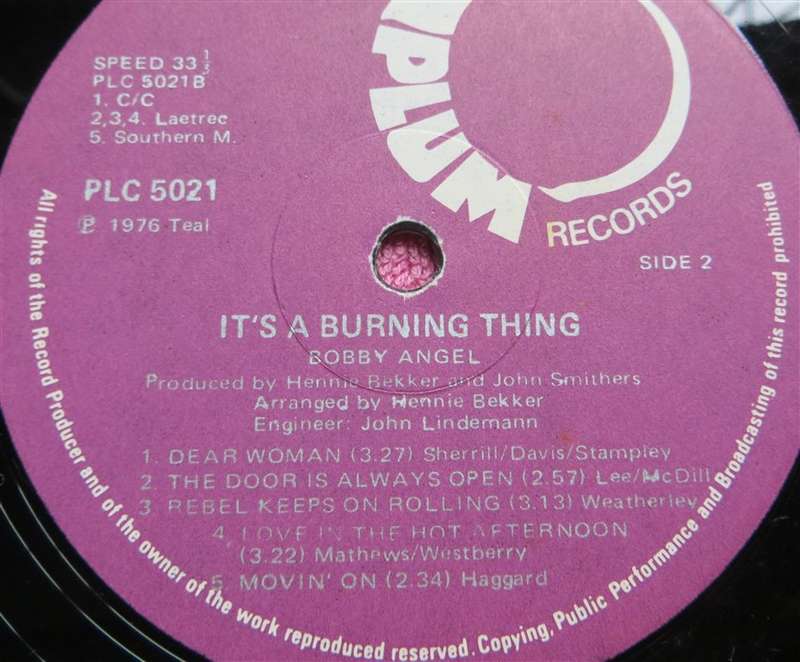 SPEED 33 1/3
PLC 5021B
1. C/C
2,3,4. Laetrec
5. Southern M.
PLC 5021
℗ 1976 Teal
PLUM
RECORDS
SIDE 2
IT'S A BURNING THING
BOBBY ANGEL
Produced by Hennie Bekker and John Smithers
Arranged by Hennie Bekker
Engineer: John Lindemann
1. DEAR WOMAN (3.27) Sherrill/Davis/Stampley
2. THE DOOR IS ALWAYS OPEN (2.57) Lee/McDill
3 REBEL KEEPS ON ROLLING (3.13) Weatherley
4. LOVE IN THE HOT AFTERNOON
(3.22) Mathews/Westberry
5. MOVIN' ON (2.34) Haggard
All rights of the Record Producer and of the owner of the work reproduced reserved. Copying, Public Performance and Broadcasting of this record prohibited